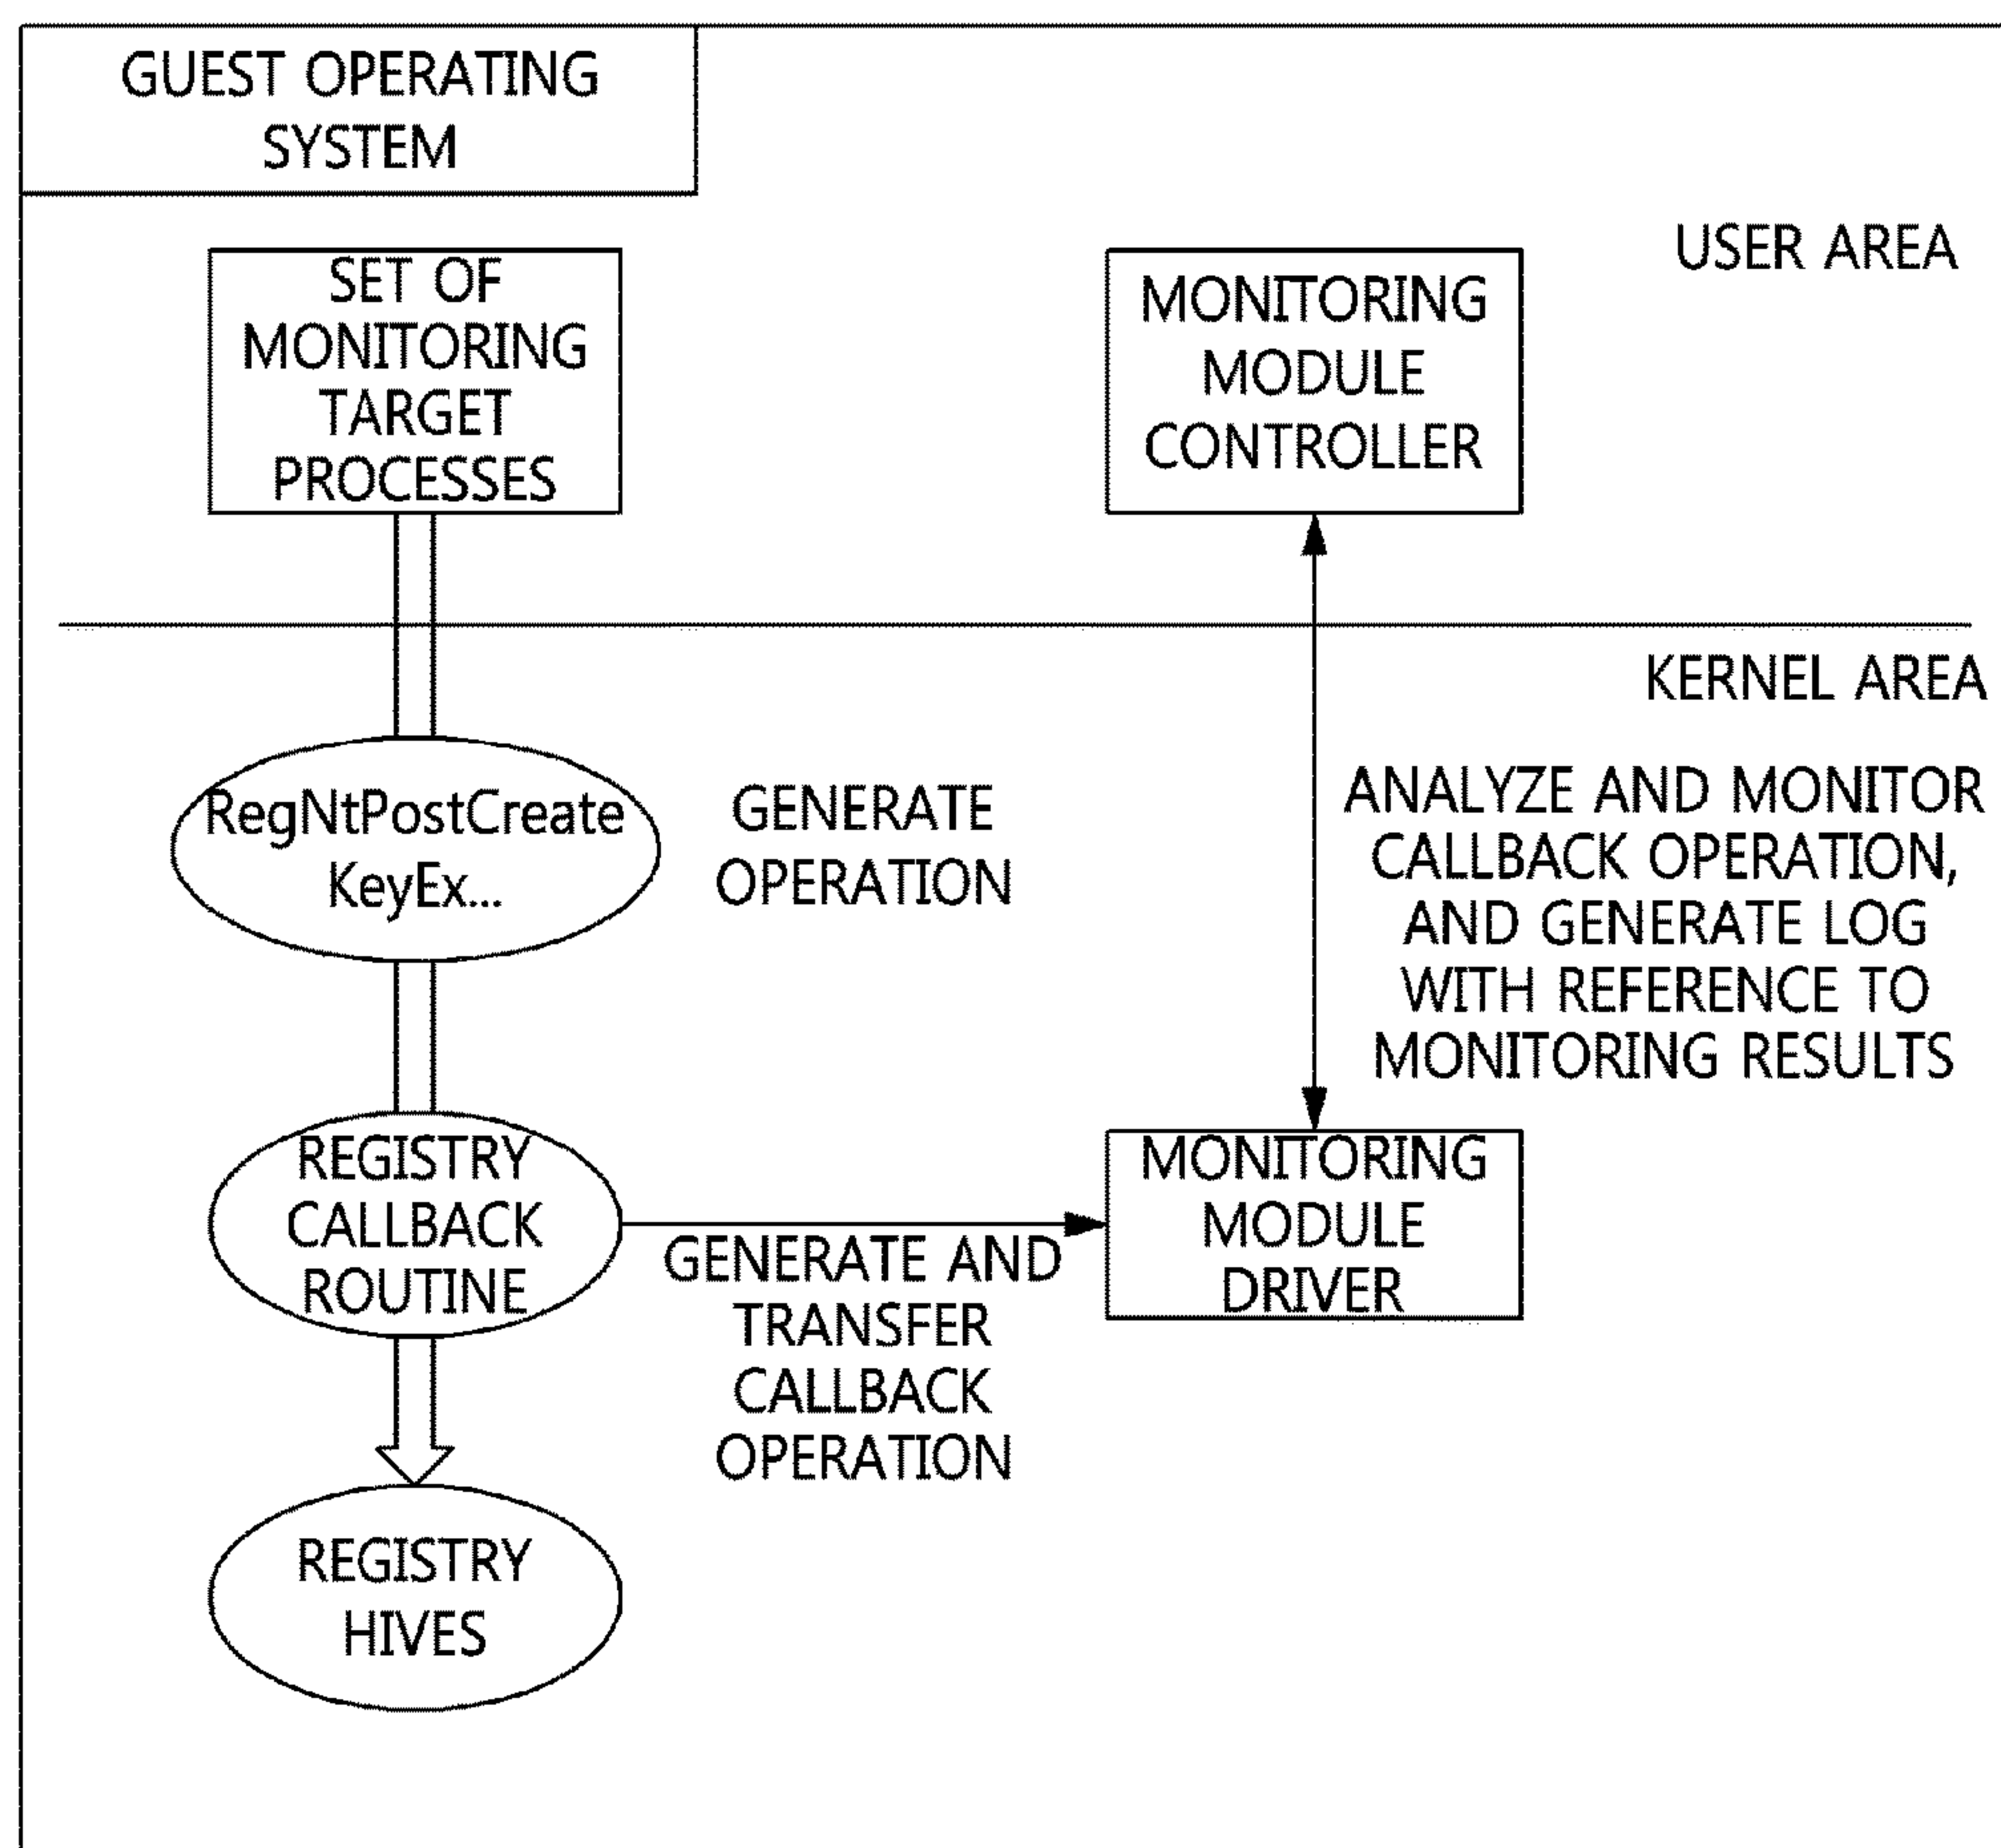 GUEST OPERATING
SYSTEM
USER AREA
SET OF
MONITORING
TARGET
PROCESSES
MONITORING
MODULE
CONTROLLER
KERNEL AREA
RegNtPostCreate
KeyEx...
GENERATE
OPERATION
ANALYZE AND MONITOR
CALLBACK OPERATION,
AND GENERATE LOG
WITH REFERENCE TO
MONITORING RESULTS
REGISTRY
CALLBACK
ROUTINE
GENERATE AND
TRANSFER
CALLBACK
OPERATION
MONITORING
MODULE
DRIVER
REGISTRY
HIVES